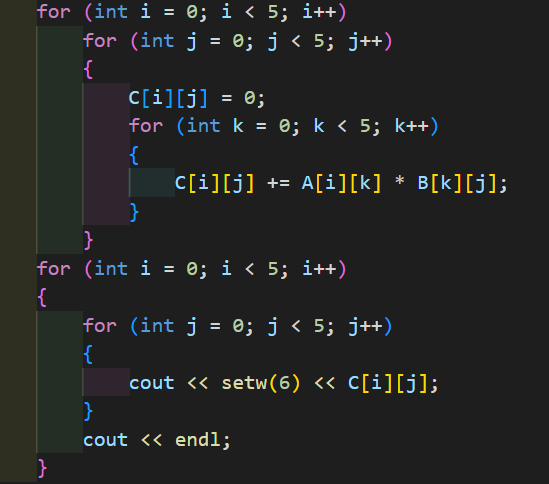 for (int i = 0; i < 5; i++)
    for (int j = 0; j < 5; j++)
    {
        C[i][j] = 0;
        for (int k = 0; k < 5; k++)
        {
            C[i][j] += A[i][k] * B[k][j];
        }
    }
for (int i = 0; i < 5; i++)
{
    for (int j = 0; j < 5; j++)
    {
        cout << setw(6) << C[i][j];
    }
    cout << endl;
}